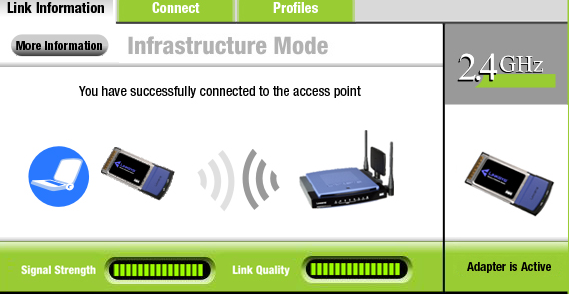 Link Information
Connect
Profiles
More Information
Infrastructure Mode
2.4GHz
You have successfully connected to the access point
Signal Strength
Link Quality
Adapter is Active